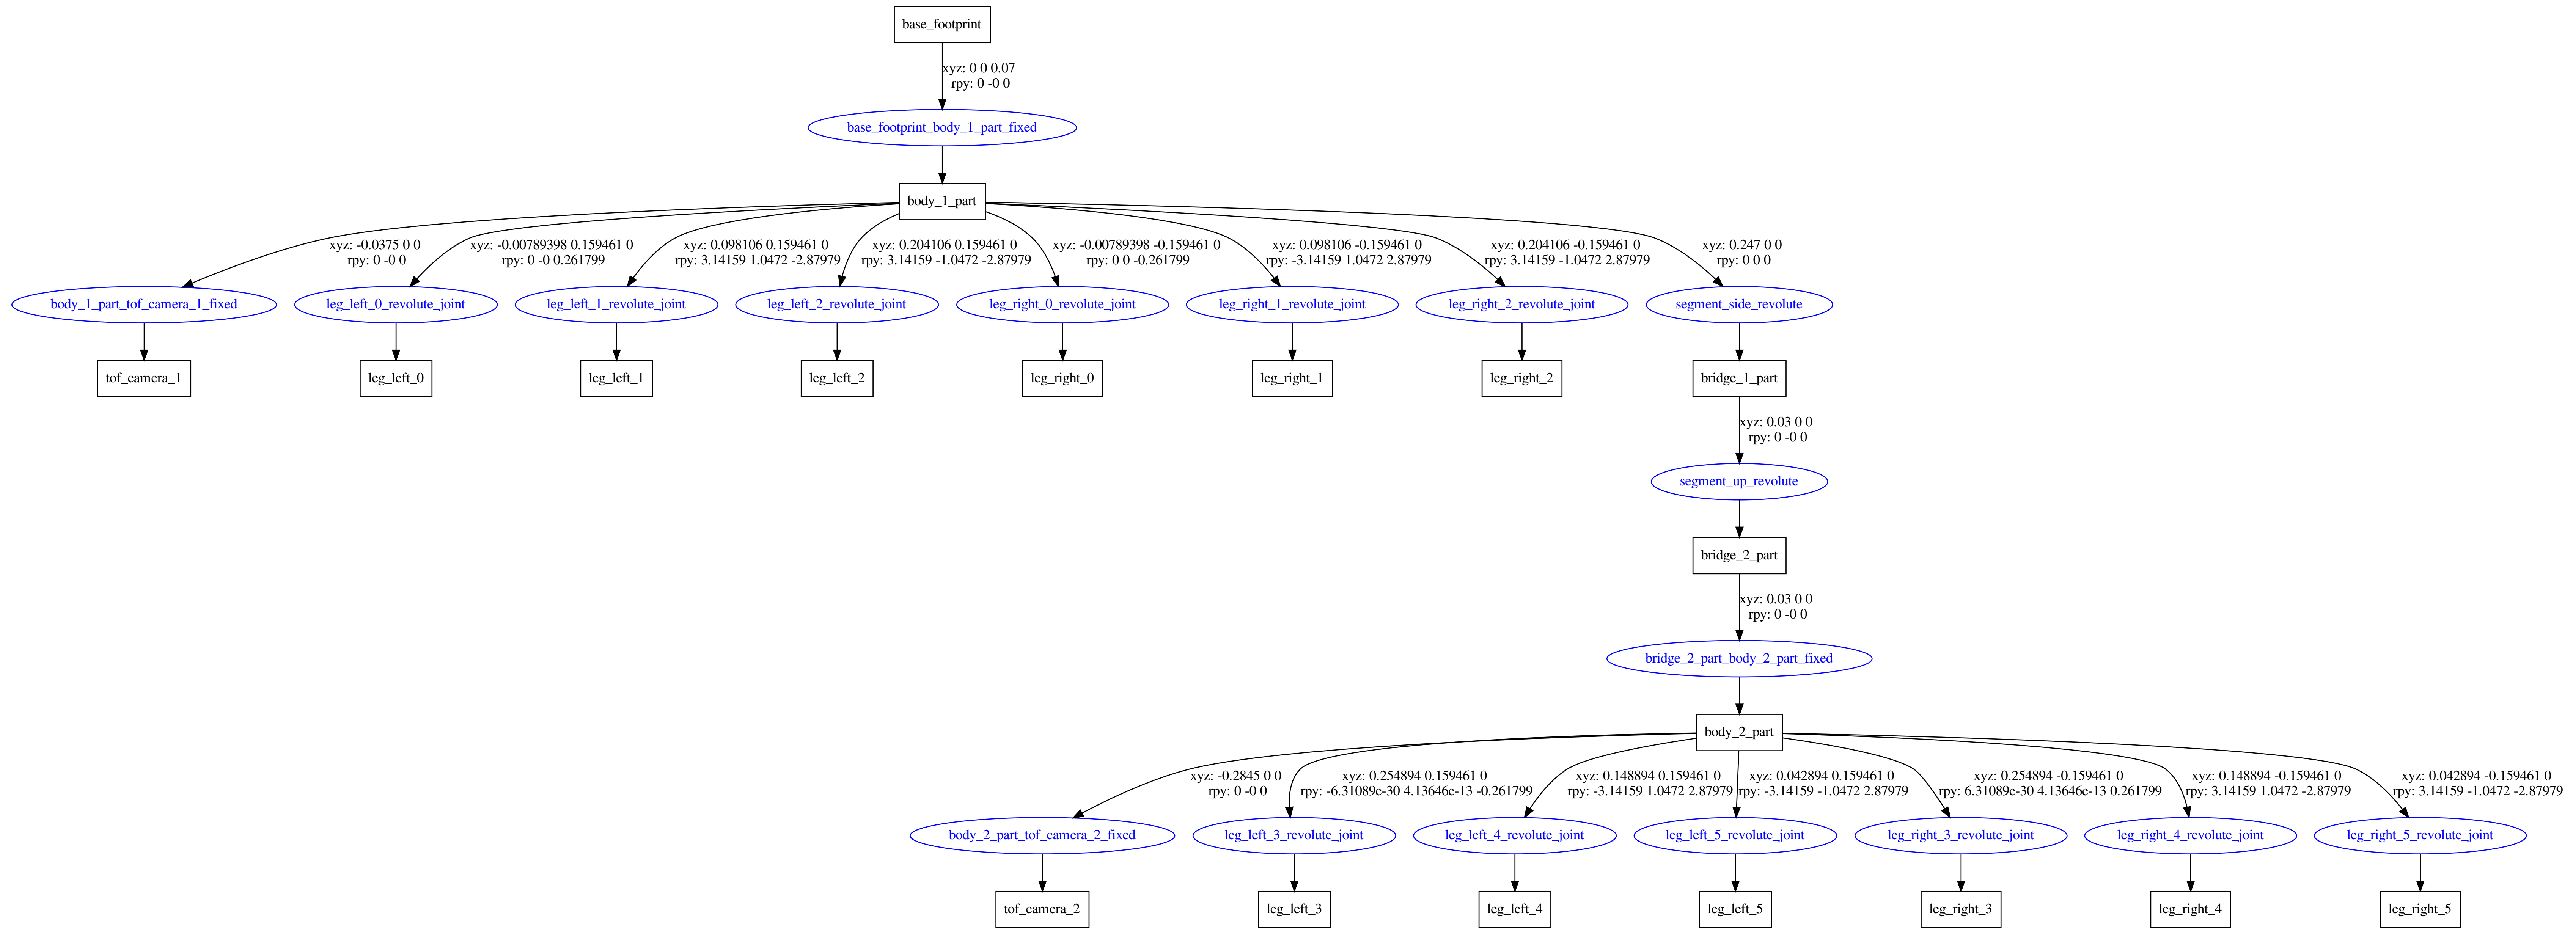 base_footprint
xyz: 0 0 0.07
rpy: 0 -0 0
base_footprint_body_1_part_fixed
body_1_part
xyz: -0.0375 0 0
rpy: 0 -0 0
xyz: -0.00789398 0.159461 0
rpy: 0 -0 0.261799
xyz: 0.098106 0.159461 0
rpy: 3.14159 1.0472 -2.87979
xyz: 0.204106 0.159461 0
rpy: 3.14159 -1.0472 -2.87979
xyz: -0.00789398 -0.159461 0
rpy: 0 0 -0.261799
xyz: 0.098106 -0.159461 0
rpy: -3.14159 1.0472 2.87979
xyz: 0.204106 -0.159461 0
rpy: 3.14159 -1.0472 2.87979
xyz: 0.247 0 0
rpy: 0 0 0
body_1_part_tof_camera_1_fixed
leg_left_0_revolute_joint
leg_left_1_revolute_joint
leg_left_2_revolute_joint
leg_right_0_revolute_joint
leg_right_1_revolute_joint
leg_right_2_revolute_joint
segment_side_revolute
tof_camera_1
leg_left_0
leg_left_1
leg_left_2
leg_right_0
leg_right_1
leg_right_2
bridge_1_part
xyz: 0.03 0 0
rpy: 0 -0 0
segment_up_revolute
bridge_2_part
xyz: 0.03 0 0
rpy: 0 -0 0
bridge_2_part_body_2_part_fixed
body_2_part
xyz: -0.2845 0 0
rpy: 0 -0 0
xyz: 0.254894 0.159461 0
rpy: -6.31089e-30 4.13646e-13 -0.261799
xyz: 0.148894 0.159461 0
rpy: -3.14159 1.0472 2.87979
xyz: 0.042894 0.159461 0
rpy: -3.14159 -1.0472 2.87979
xyz: 0.254894 -0.159461 0
rpy: 6.31089e-30 4.13646e-13 0.261799
xyz: 0.148894 -0.159461 0
rpy: 3.14159 1.0472 -2.87979
xyz: 0.042894 -0.159461 0
rpy: 3.14159 -1.0472 -2.87979
body_2_part_tof_camera_2_fixed
leg_left_3_revolute_joint
leg_left_4_revolute_joint
leg_left_5_revolute_joint
leg_right_3_revolute_joint
leg_right_4_revolute_joint
leg_right_5_revolute_joint
tof_camera_2
leg_left_3
leg_left_4
leg_left_5
leg_right_3
leg_right_4
leg_right_5